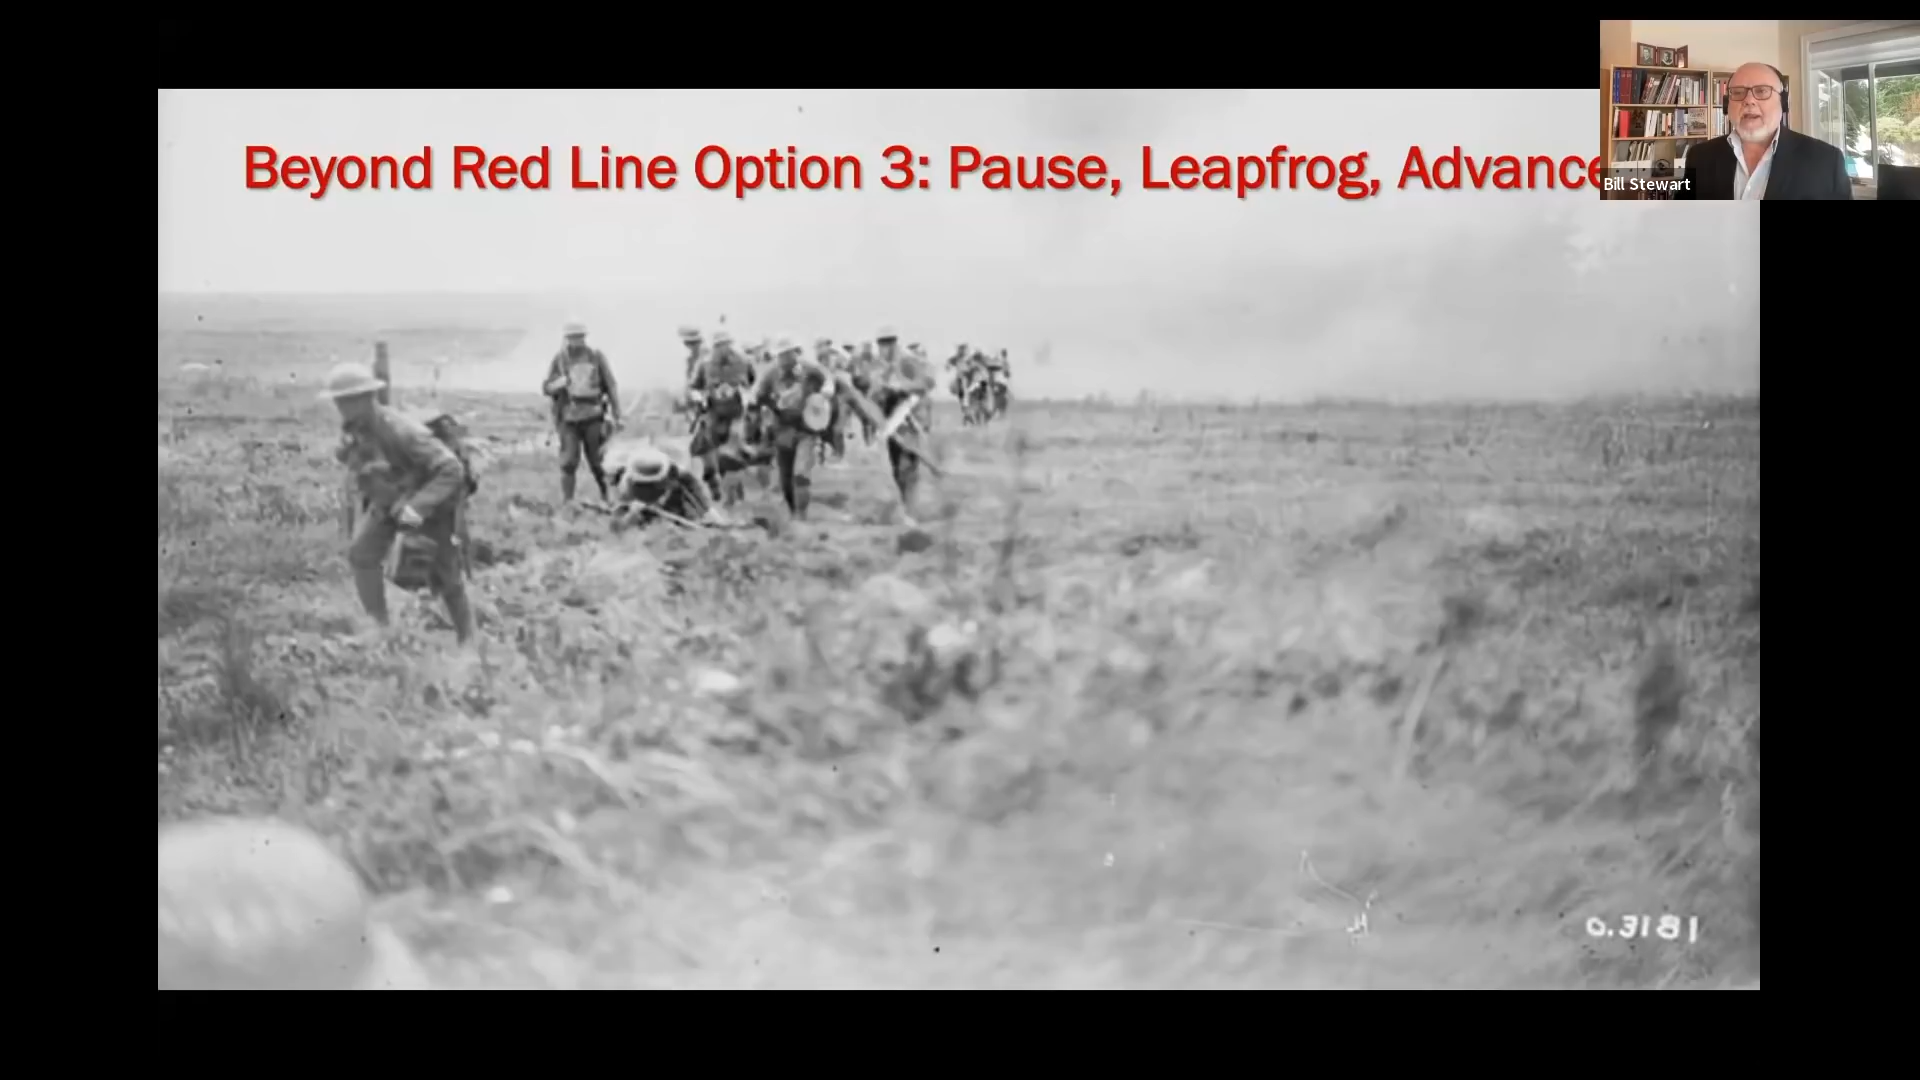 Beyond Red Line Option 3: Pause, Leapfrog, Advance
Bill Stewart
O.3181